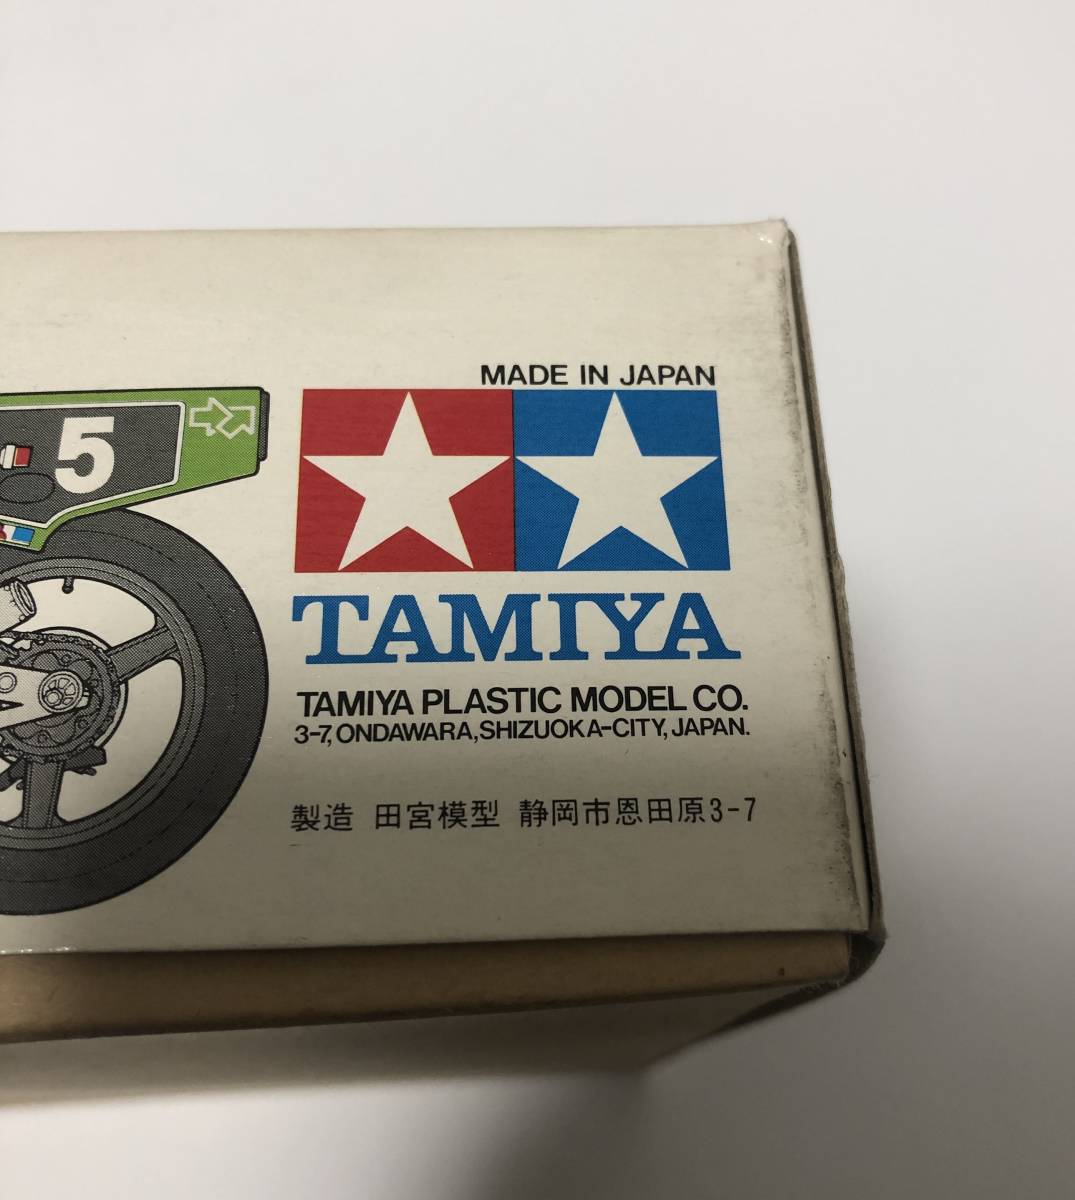 MADE IN JAPAN
5
TAMIYA
TAMIYA PLASTIC MODEL CO.
3-7, ONDAWARA, SHIZUOKA-CITY, JAPAN.
製造 田宮模型 静岡市恩田原3-7